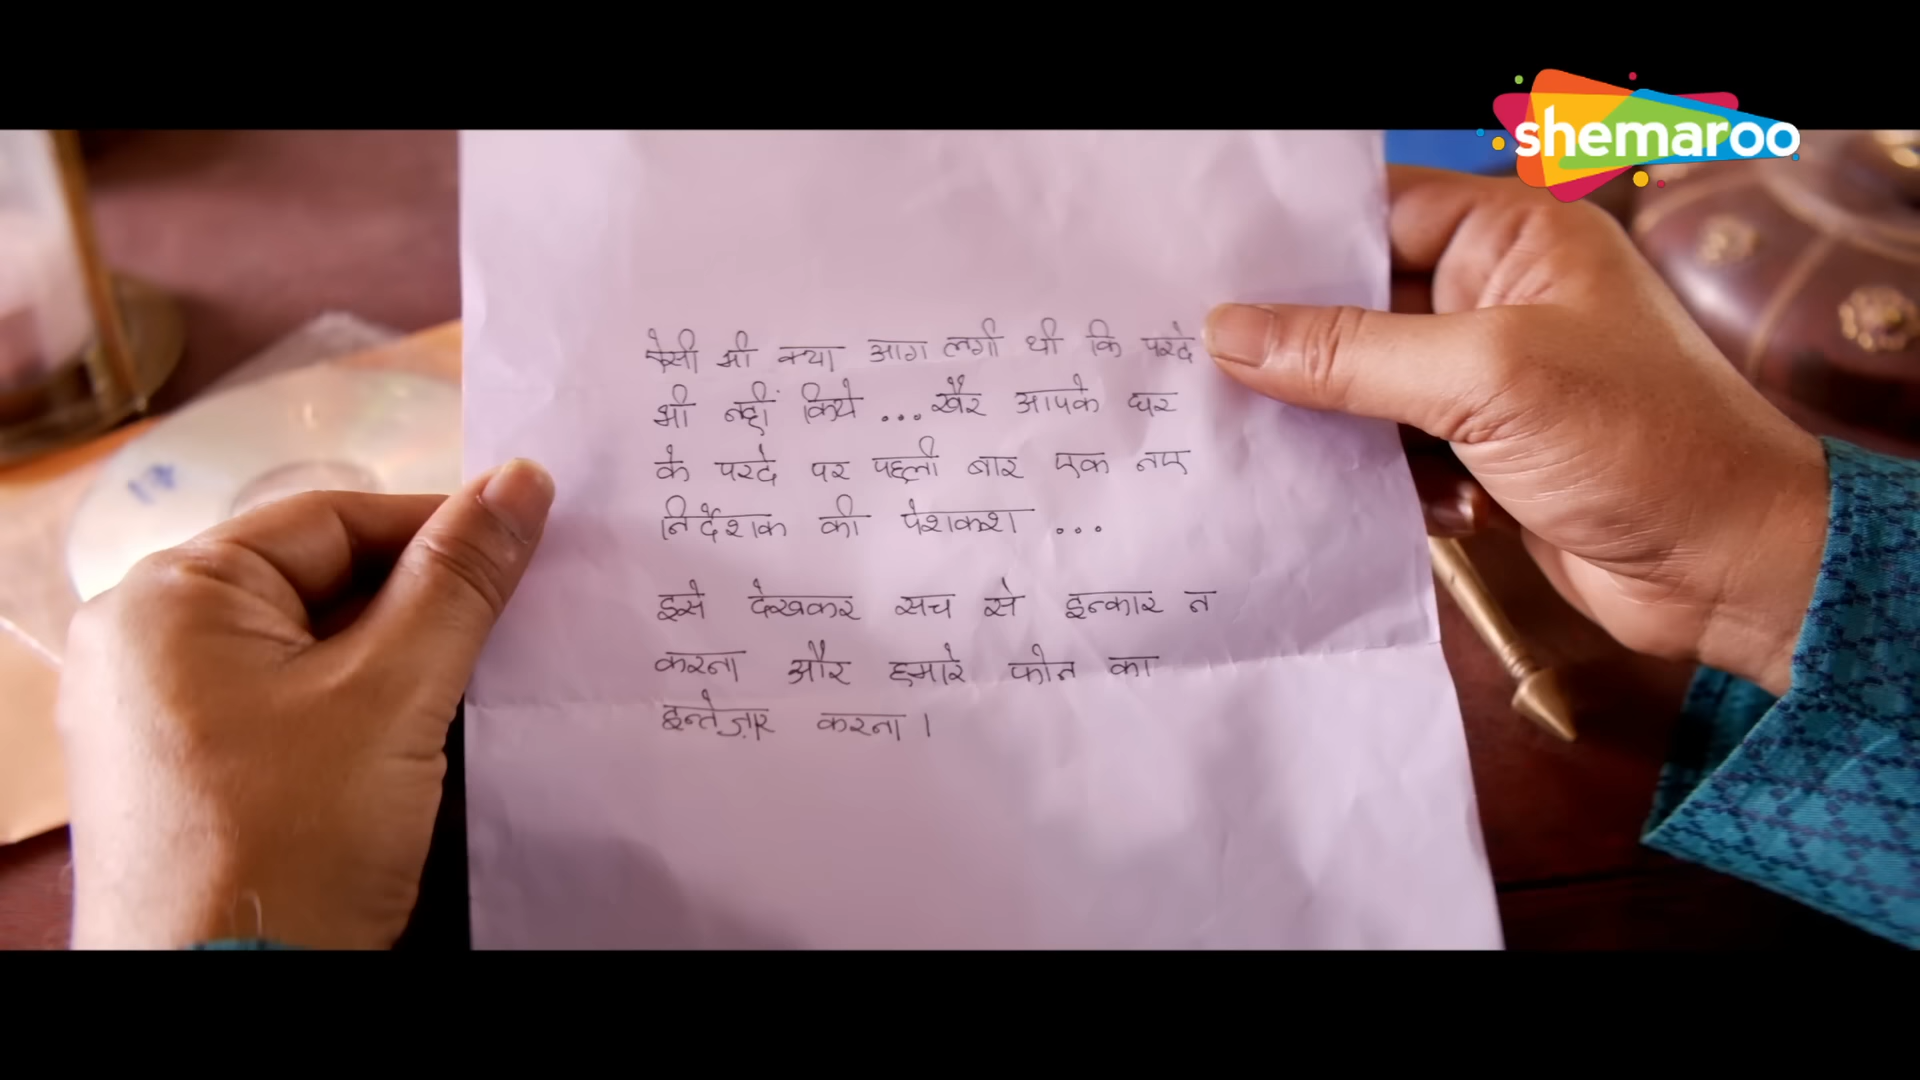 shemaroo
ऐसी भी क्या आग लगी थी कि परदे
भी नहीं किये ...खैर आपके घर
के परदे पर पहली बार एक नए
निर्देशक की पेशकश ...
इसे देखकर सच से इन्कार न
करना और हमारे फोन का
इन्तेज़ार करना।